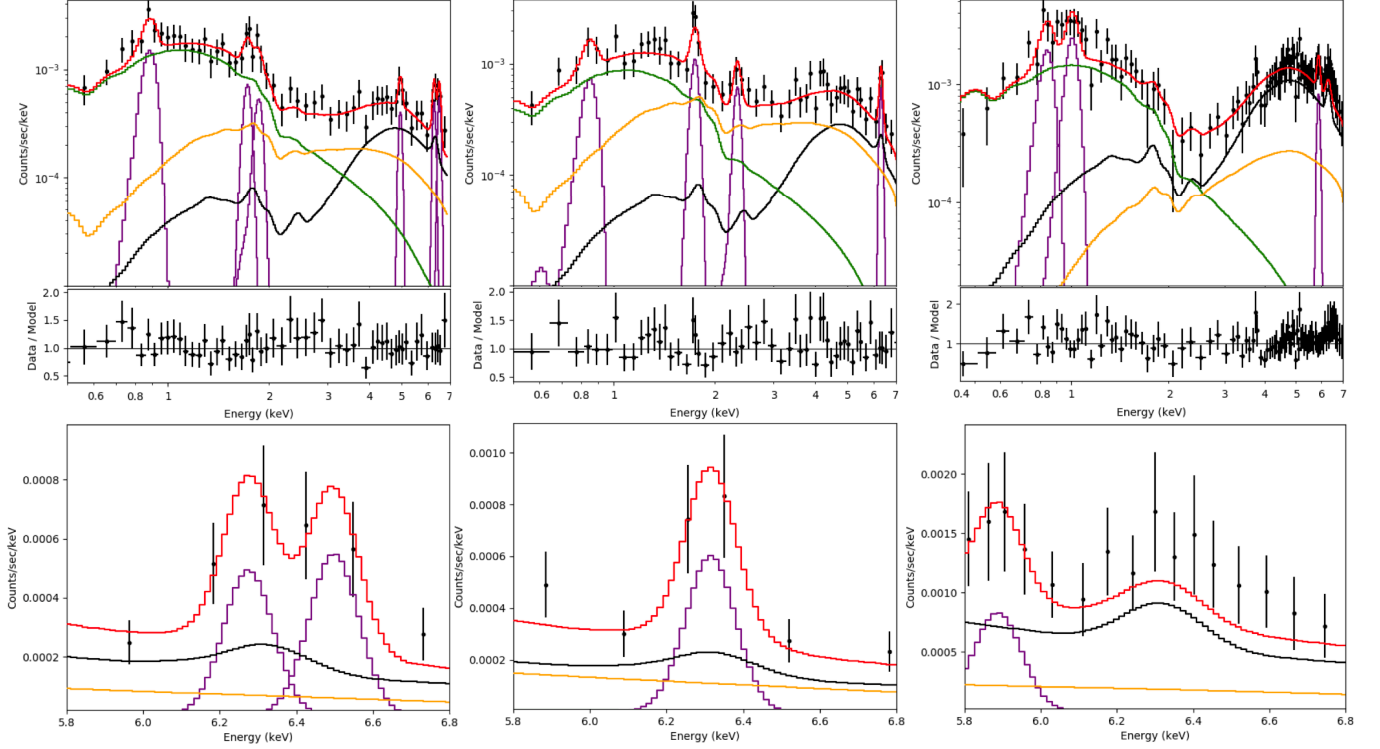 Counts/sec/keV
10⁻³
10⁻⁴
Data / Model
2.0
1.5
1.0
0.5
0.6 0.8 1 2 3 4 5 6 7
Energy (keV)
Counts/sec/keV
10⁻³
10⁻⁴
Data / Model
2.0
1.5
1.0
0.5
0.6 0.8 1 2 3 4 5 6 7
Energy (keV)
Counts/sec/keV
10⁻³
10⁻⁴
Data / Model
2
1
0.4 0.6 0.8 1 2 3 4 5 6 7
Energy (keV)
Counts/sec/keV
0.0008
0.0006
0.0004
0.0002
5.8 6.0 6.2 6.4 6.6 6.8
Energy (keV)
Counts/sec/keV
0.0010
0.0008
0.0006
0.0004
0.0002
5.8 6.0 6.2 6.4 6.6 6.8
Energy (keV)
Counts/sec/keV
0.0020
0.0015
0.0010
0.0005
5.8 6.0 6.2 6.4 6.6 6.8
Energy (keV)